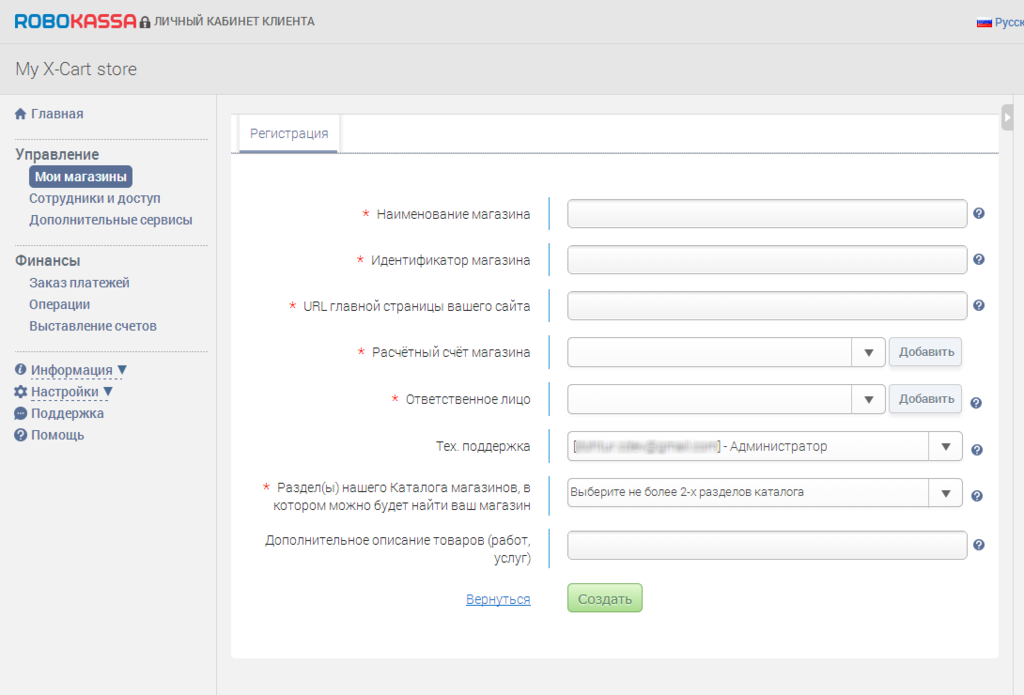 ROBOKASSA ЛИЧНЫЙ КАБИНЕТ КЛИЕНТА
My X-Cart store
Главная
Управление
Мои магазины
Сотрудники и доступ
Дополнительные сервисы
Финансы
Заказ платежей
Операции
Выставление счетов
Информация ▼
Настройки ▼
Поддержка
Помощь
Регистрация
* Наименование магазина
* Идентификатор магазина
* URL главной страницы вашего сайта
* Расчётный счёт магазина
Добавить
* Ответственное лицо
Добавить
Тех. поддержка
] - Администратор
* Раздел(ы) нашего Каталога магазинов, в
котором можно будет найти ваш магазин
Выберите не более 2-х разделов каталога
Дополнительное описание товаров (работ,
услуг)
Вернуться
Создать